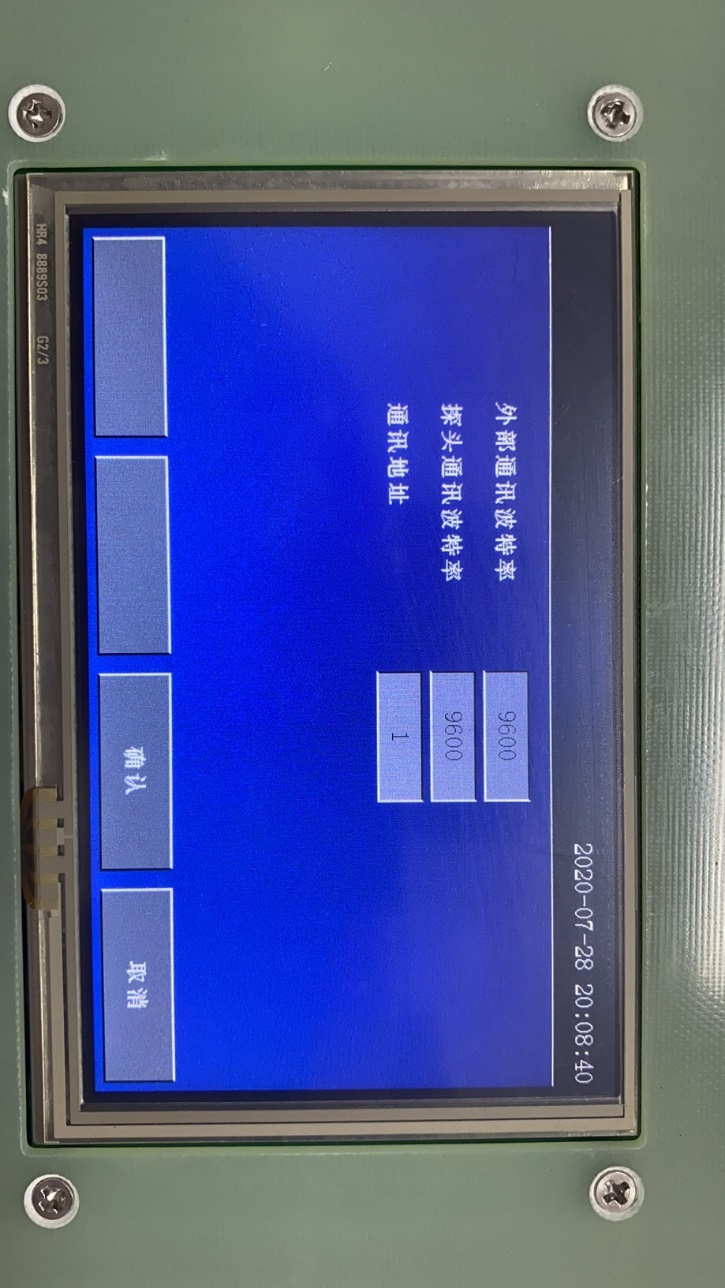 2020-07-28 20:08:40
外部通讯波特率 9600
探头通讯波特率 9600
通讯地址 1
确认 取消
HR4 8889S03 G2/3